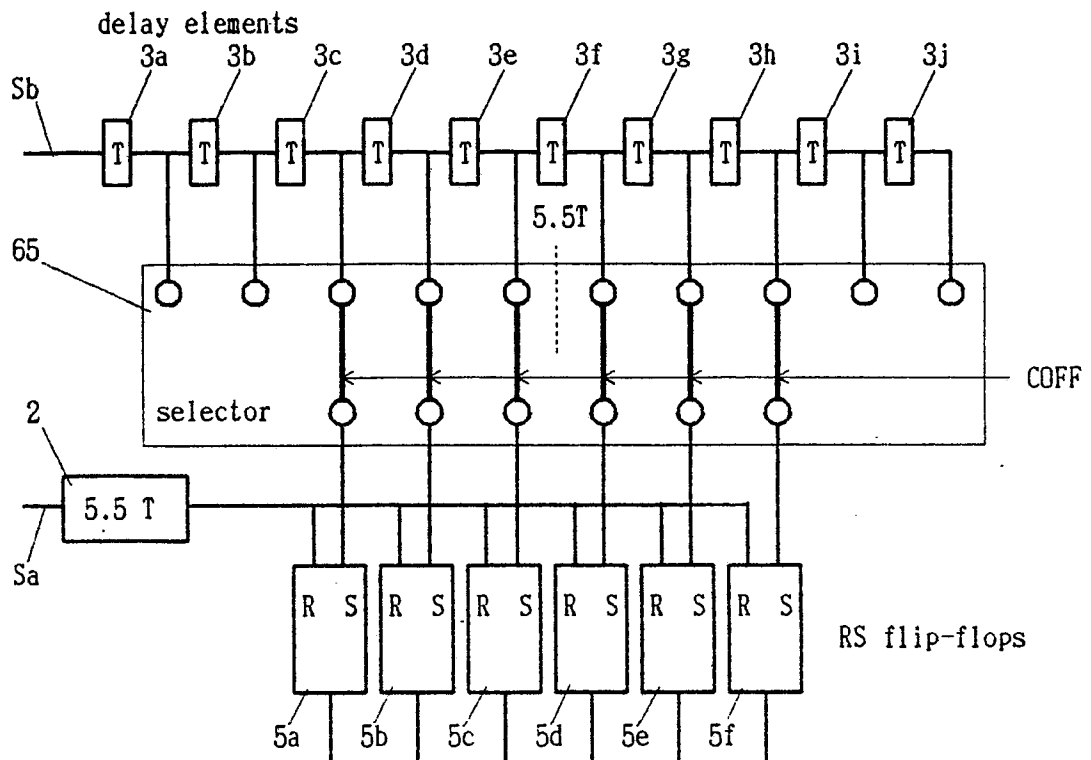 delay elements
3a 3b 3c 3d 3e 3f 3g 3h 3i 3j
Sb
T T T T T T T T T T
5.5T
65
COFF
selector
2
5.5 T
Sa
R S R S R S R S R S R S
RS flip-flops
5a 5b 5c 5d 5e 5f